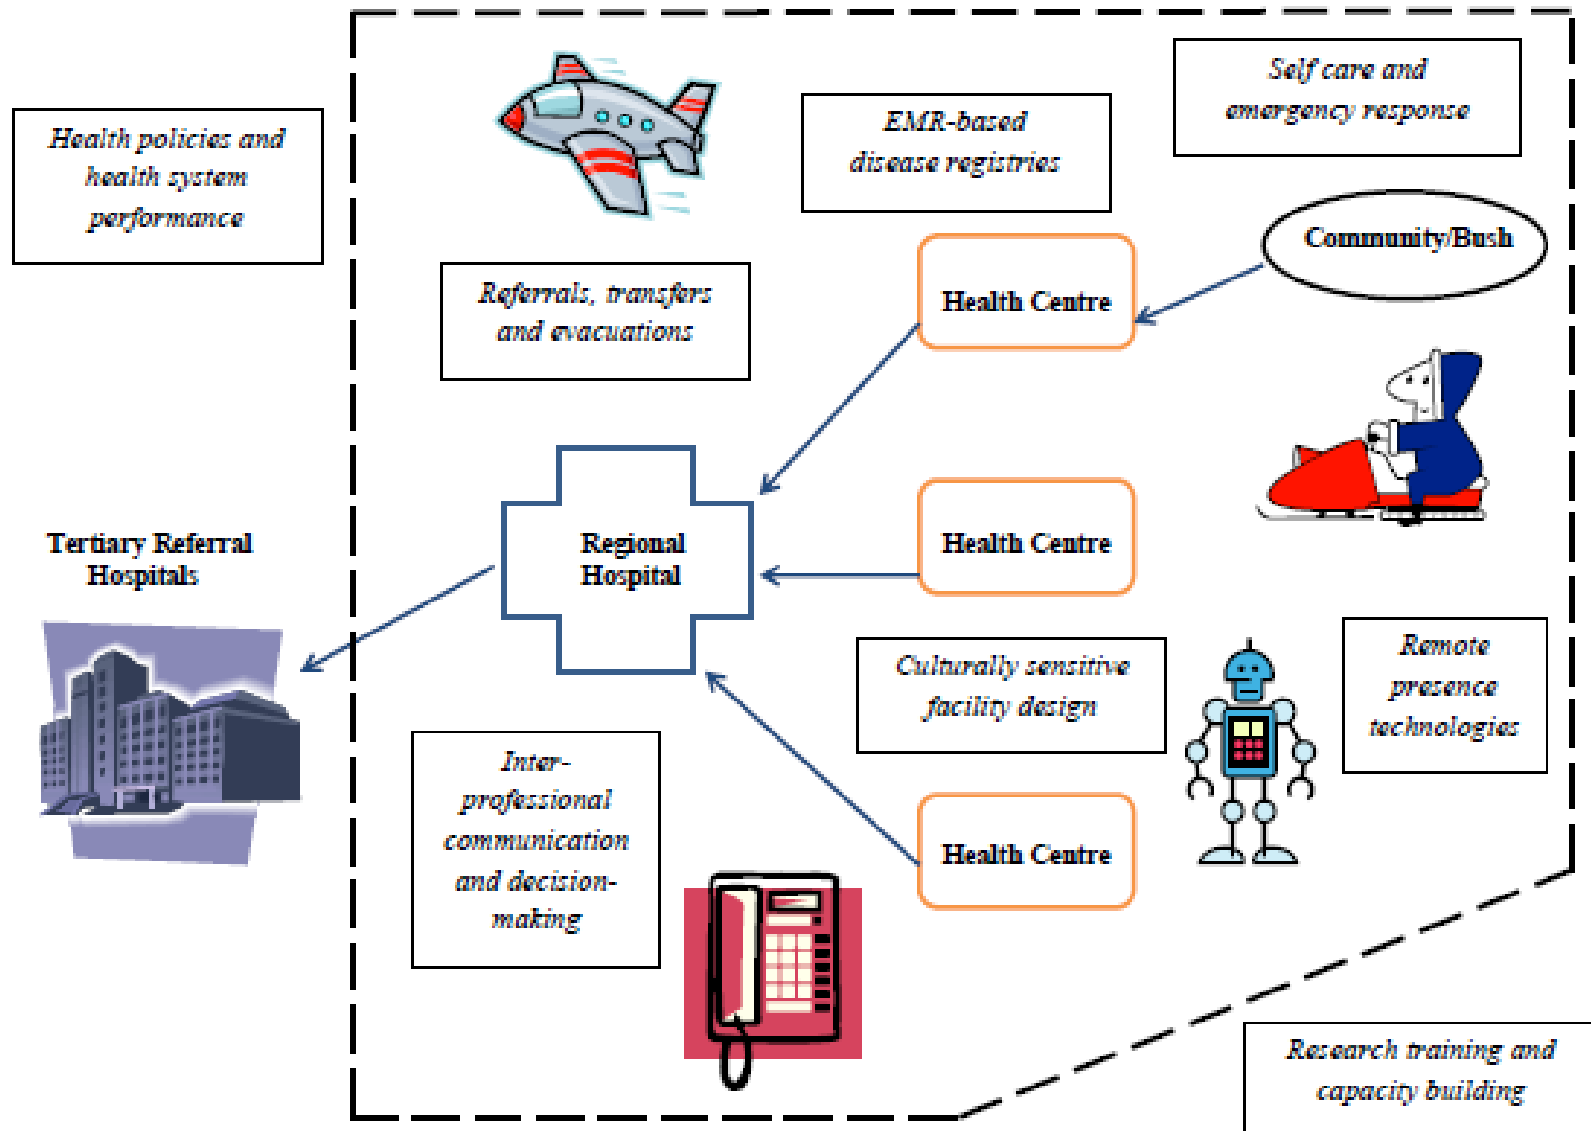 Health policies and
health system
performance
Self care and
emergency response
EMR-based
disease registries
Community/Bush
Referrals, transfers
and evacuations
Health Centre
Tertiary Referral
Hospitals
Regional
Hospital
Health Centre
Culturally sensitive
facility design
Remote
presence
technologies
Inter-
professional
communication
and decision-
making
Health Centre
Research training and
capacity building